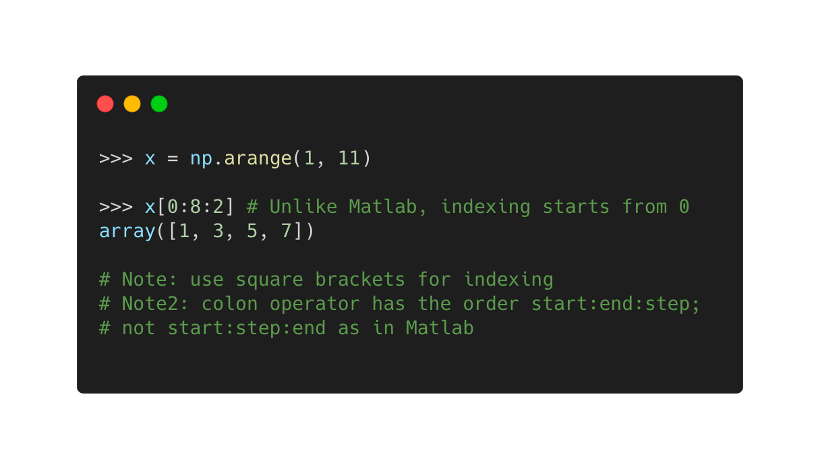 >>> x = np.arange(1, 11)
>>> x[0:8:2] # Unlike Matlab, indexing starts from 0
array([1, 3, 5, 7])
# Note: use square brackets for indexing
# Note2: colon operator has the order start:end:step;
# not start:step:end as in Matlab